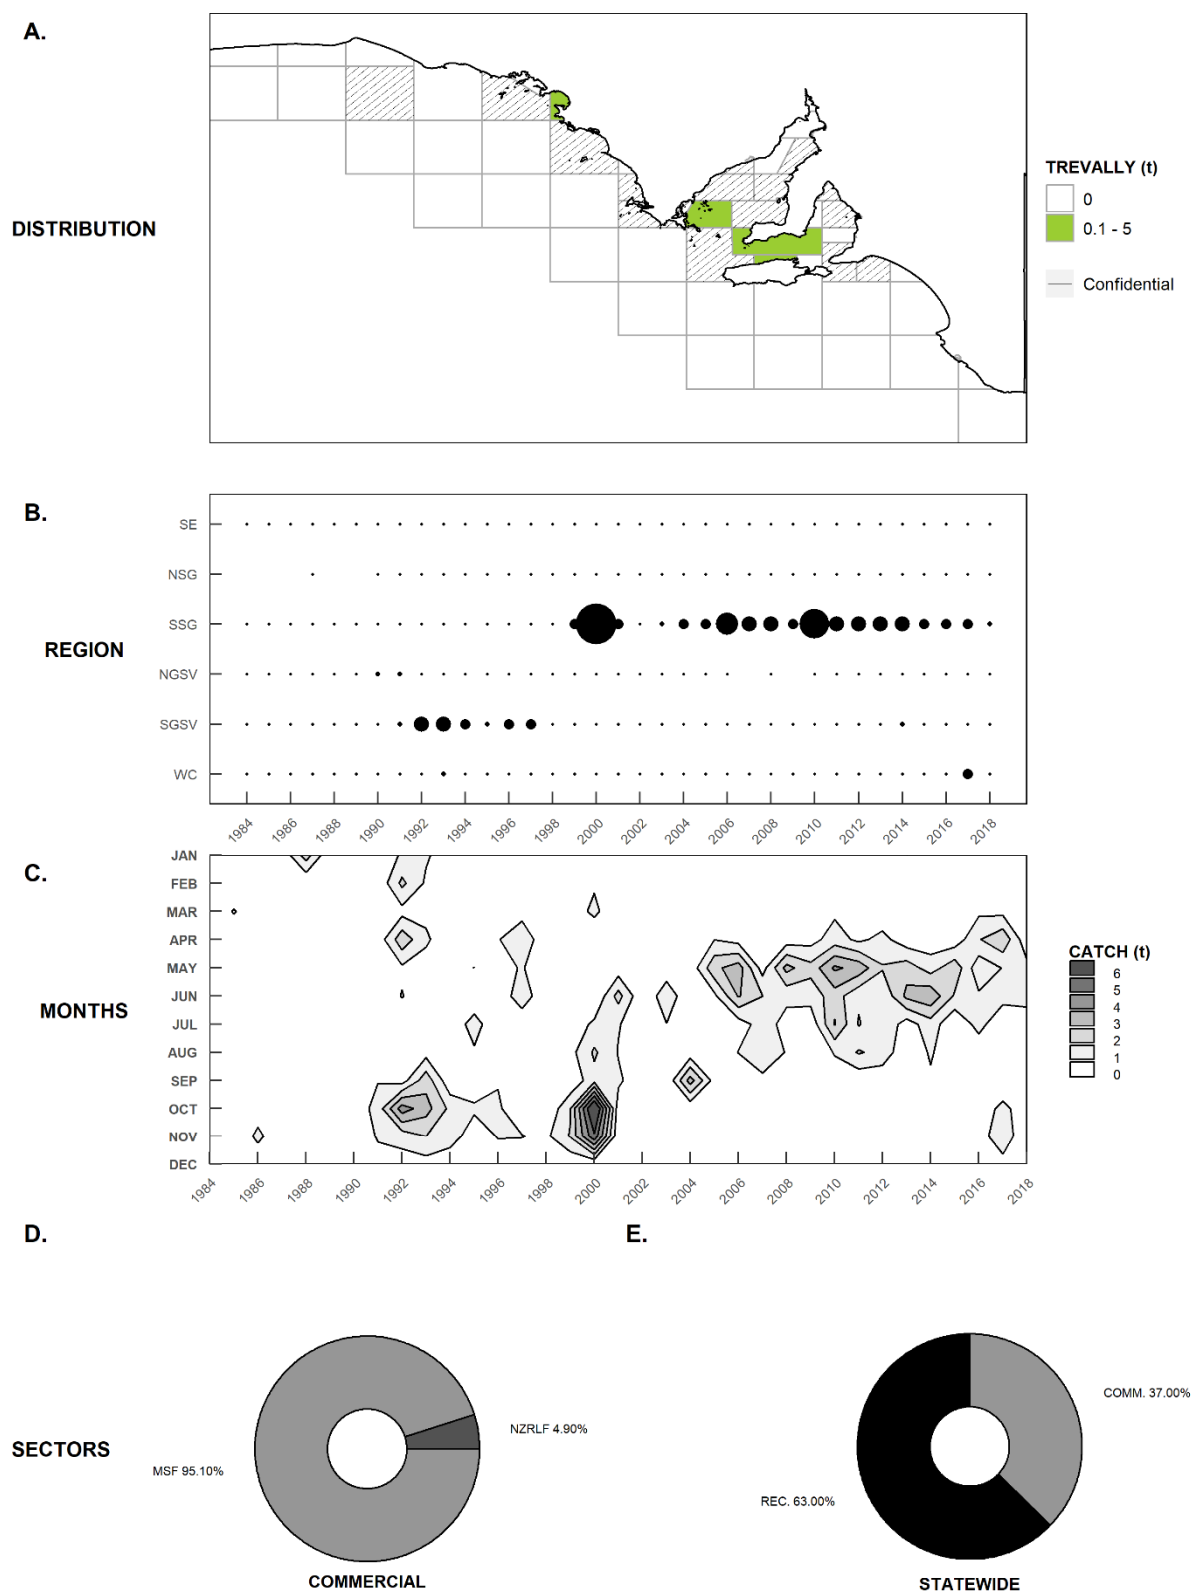 A.
DISTRIBUTION
TREVALLY (t)
0
0.1 - 5
Confidential
B.
REGION
SE
NSG
SSG
NGSV
SGSV
WC
1984 1986 1988 1990 1992 1994 1996 1998 2000 2002 2004 2006 2008 2010 2012 2014 2016 2018
C.
MONTHS
JAN
FEB
MAR
APR
MAY
JUN
JUL
AUG
SEP
OCT
NOV
DEC
1984 1986 1988 1990 1992 1994 1996 1998 2000 2002 2004 2006 2008 2010 2012 2014 2016 2018
CATCH (t)
6
5
4
3
2
1
0
D.
E.
SECTORS
NZRLF 4.90%
MSF 95.10%
COMMERCIAL
COMM. 37.00%
REC. 63.00%
STATEWIDE